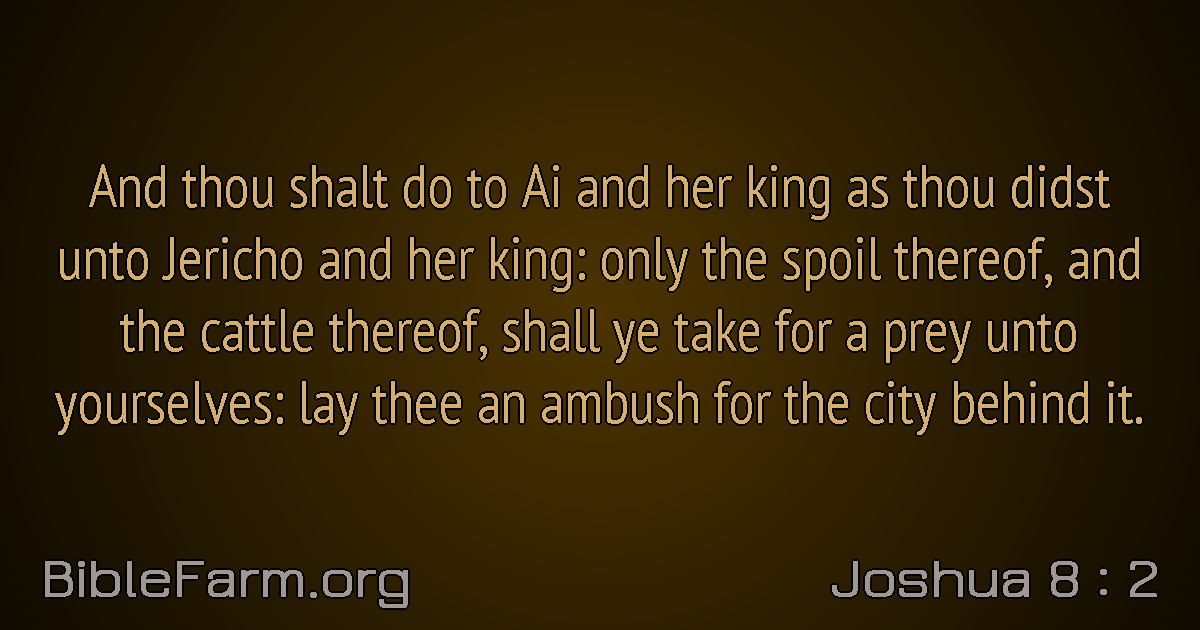 And thou shalt do to Ai and her king as thou didst
unto Jericho and her king: only the spoil thereof, and
the cattle thereof, shall ye take for a prey unto
yourselves: lay thee an ambush for the city behind it.
BibleFarm.org
Joshua 8 : 2